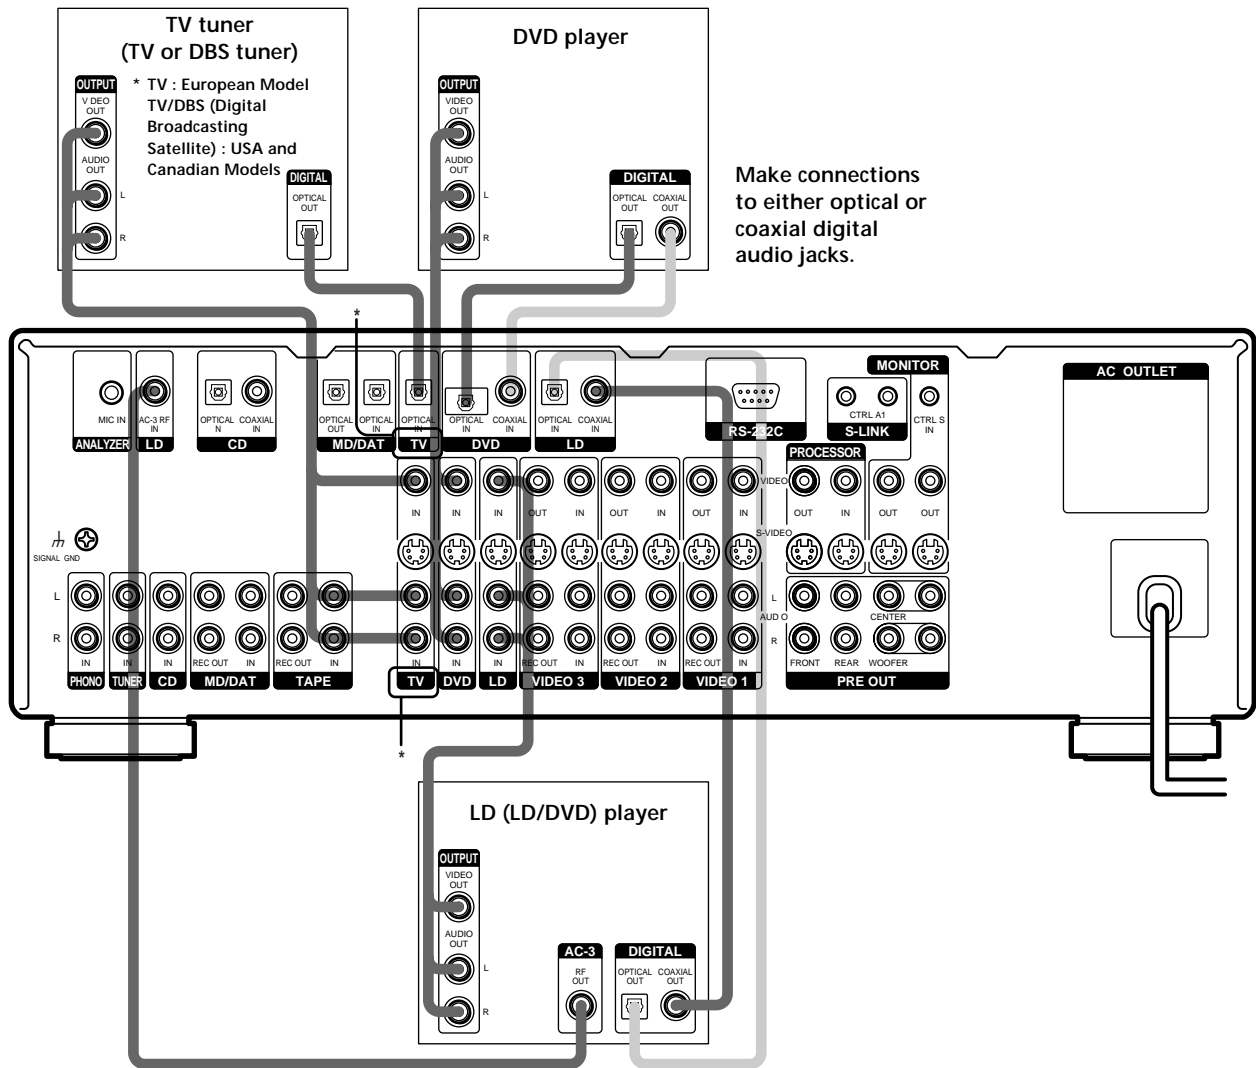 TV tuner
(TV or DBS tuner)
* TV : European Model
TV/DBS (Digital
Broadcasting
Satellite) : USA and
Canadian Models
OUTPUT
V DEO
OUT
AUDIO
OUT
L
R
DIGITAL
OPTICAL
OUT
DVD player
OUTPUT
VIDEO
OUT
AUDIO
OUT
L
R
DIGITAL
OPTICAL
OUT
COAXIAL
OUT
Make connections
to either optical or
coaxial digital
audio jacks.
*
MIC IN
ANALYZER
AC-3 RF
IN
LD
OPTICAL
N
COAXIAL
IN
CD
OPTICAL
OUT
OPTICAL
IN
MD/DAT
OPTICAL
IN
TV
OPTICAL
IN
COAXIAL
IN
DVD
OPTICAL
IN
COAXIAL
IN
LD
RS-232C
MONITOR
CTRL A1
S-LINK
CTRL S
IN
AC OUTLET
PROCESSOR
VIDEO
IN
IN
IN
OUT
IN
OUT
IN
OUT
IN
OUT
IN
OUT
OUT
S-VIDEO
SIGNAL GND
L
R
L
AUD O
R
CENTER
IN
IN
IN
REC OUT
IN
REC OUT
IN
IN
IN
IN
REC OUT
IN
REC OUT
IN
REC OUT
IN
FRONT
REAR
WOOFER
PHONO
TUNER
CD
MD/DAT
TAPE
TV
DVD
LD
VIDEO 3
VIDEO 2
VIDEO 1
PRE OUT
*
LD (LD/DVD) player
OUTPUT
VIDEO
OUT
AUDIO
OUT
L
R
AC-3
RF
OUT
DIGITAL
OPTICAL
OUT
COAXIAL
OUT